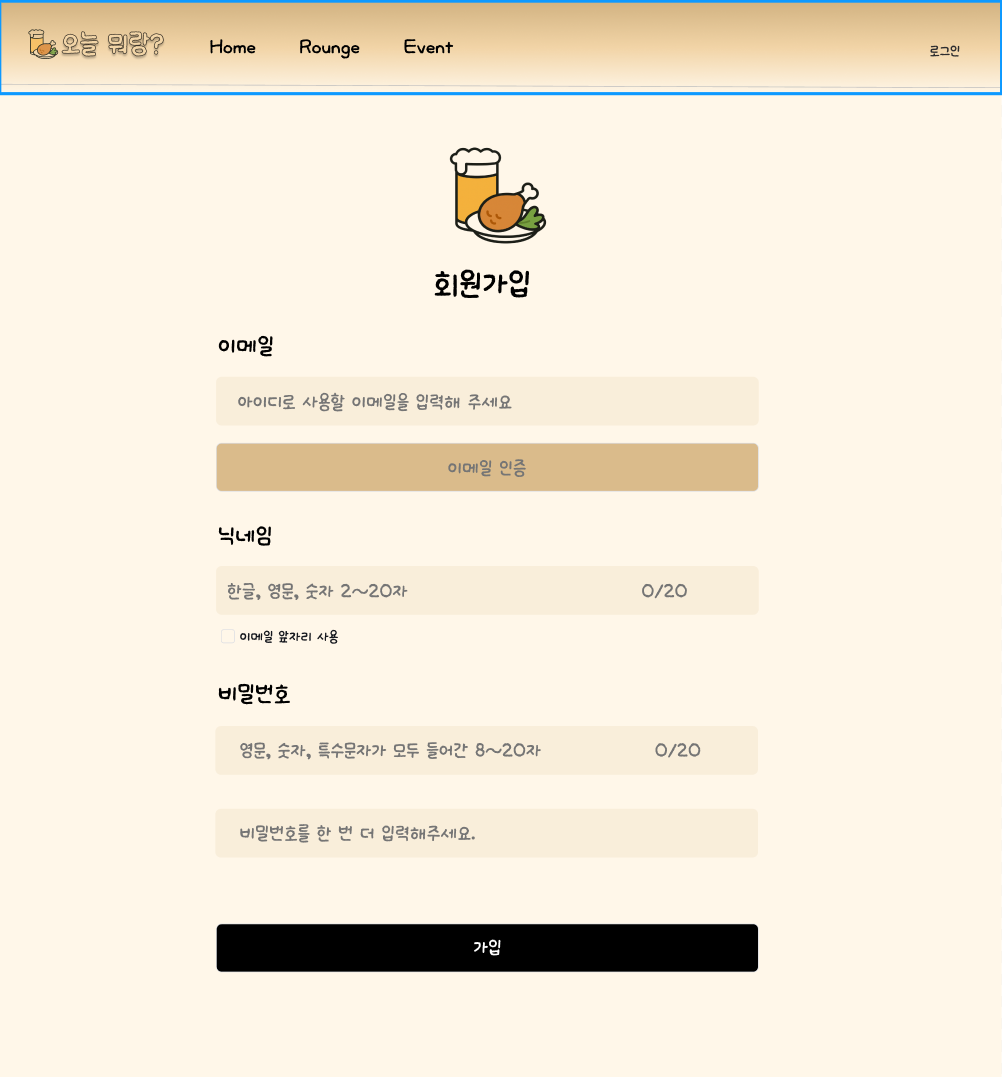 오늘 뭐랑?
Home
Rounge
Event
로그인
회원가입
이메일
아이디로 사용할 이메일을 입력해 주세요
이메일 인증
닉네임
한글, 영문, 숫자 2~20자
0/20
이메일 앞자리 사용
비밀번호
영문, 숫자, 특수문자가 모두 들어간 8~20자
0/20
비밀번호를 한 번 더 입력해주세요.
가입